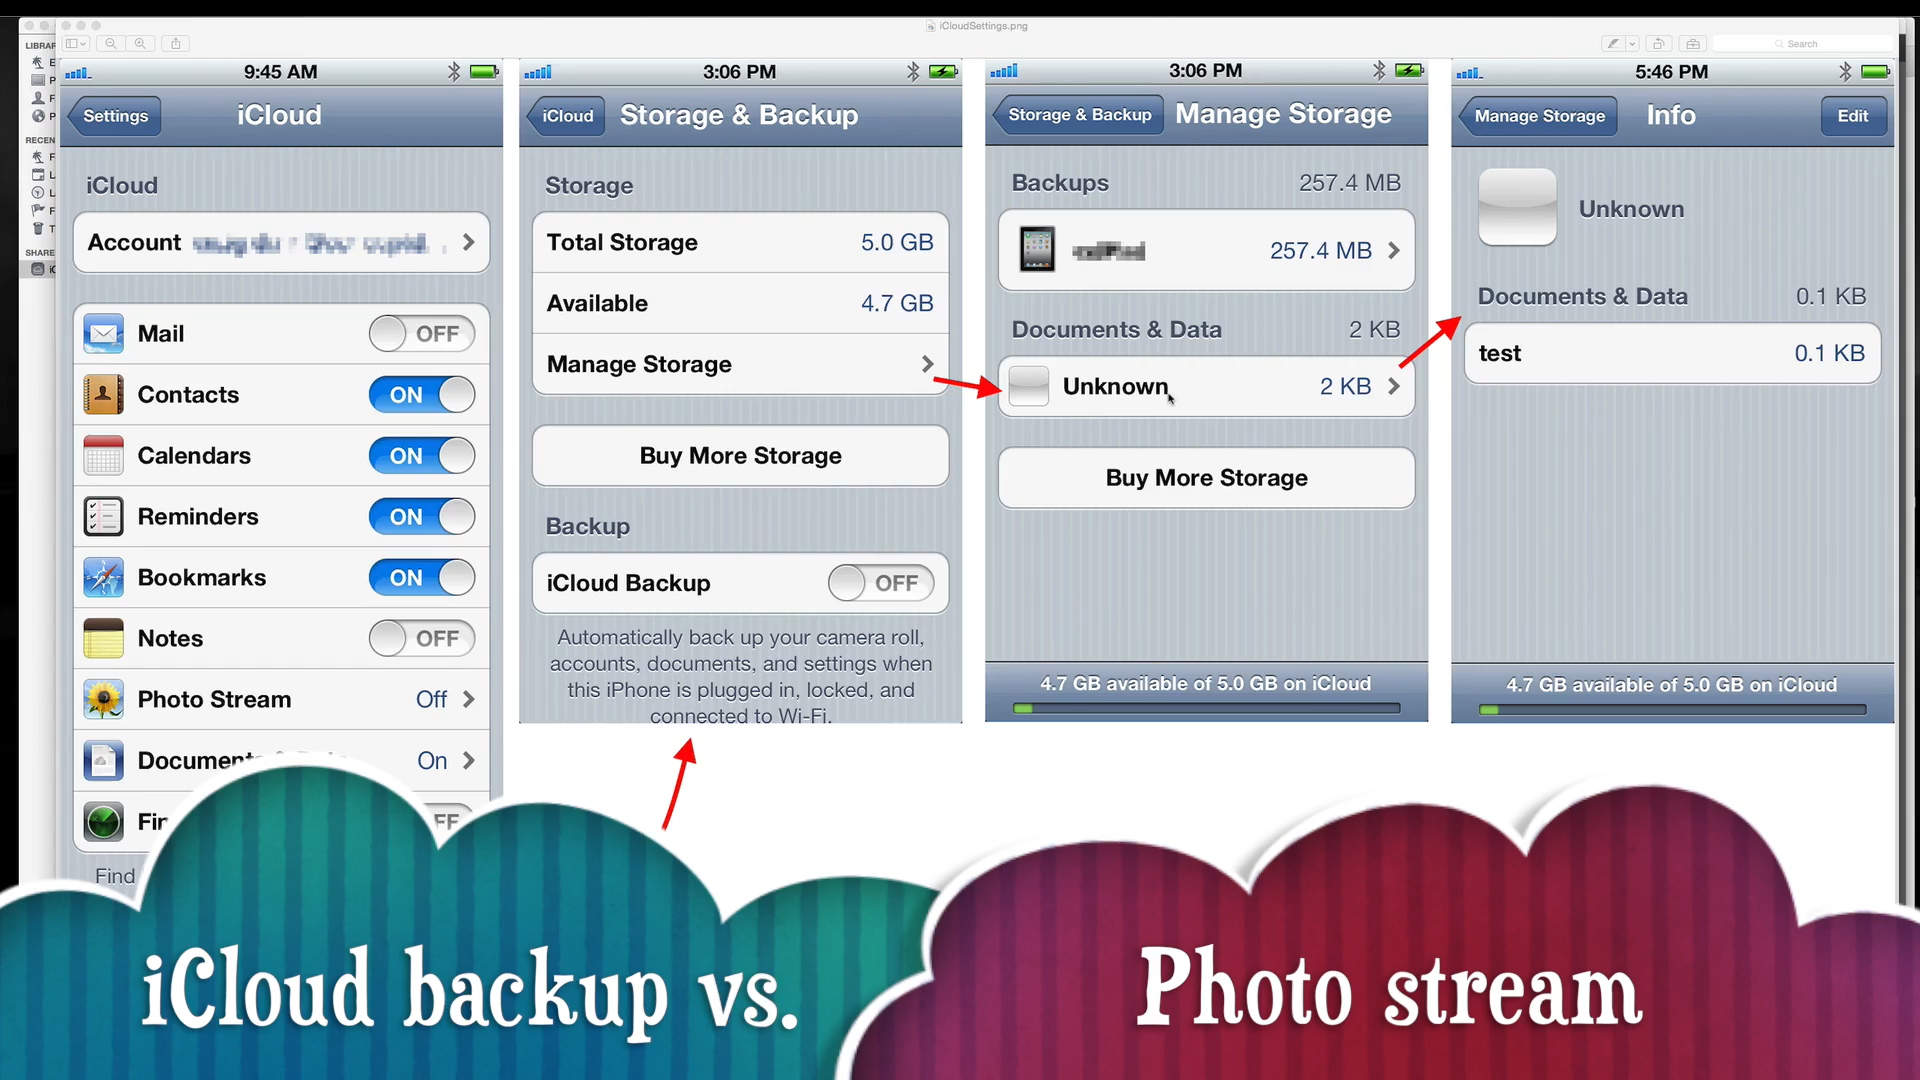 iCloudSettings.png
Search
LIBRAR
RECEN
SHARE
9:45 AM
Settings
iCloud
iCloud
Account
Mail OFF
Contacts ON
Calendars ON
Reminders ON
Bookmarks ON
Notes OFF
Photo Stream Off
On
Find
3:06 PM
iCloud
Storage & Backup
Storage
Total Storage 5.0 GB
Available 4.7 GB
Manage Storage
Buy More Storage
Backup
iCloud Backup OFF
Automatically back up your camera roll,
accounts, documents, and settings when
this iPhone is plugged in, locked, and
connected to Wi-Fi.
3:06 PM
Storage & Backup
Manage Storage
Backups 257.4 MB
257.4 MB
Documents & Data 2 KB
Unknown 2 KB
Buy More Storage
4.7 GB available of 5.0 GB on iCloud
5:46 PM
Manage Storage
Info
Edit
Unknown
Documents & Data 0.1 KB
test 0.1 KB
4.7 GB available of 5.0 GB on iCloud
iCloud backup vs.
Photo stream